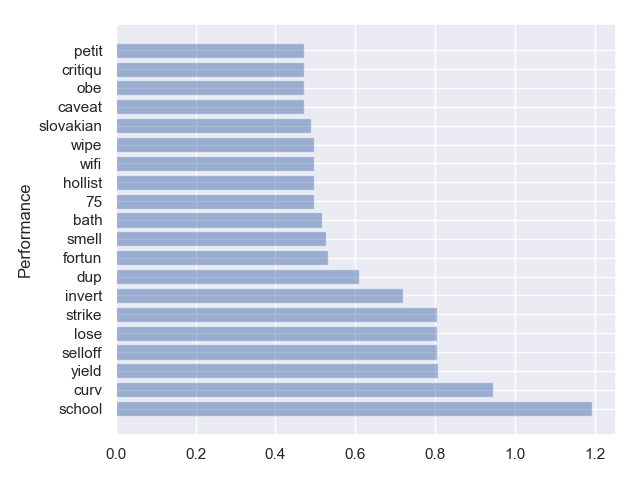 petit
critiqu
obe
caveat
slovakian
wipe
wifi
hollist
75
bath
smell
fortun
dup
invert
strike
lose
selloff
yield
curv
school
Performance
0.0 0.2 0.4 0.6 0.8 1.0 1.2